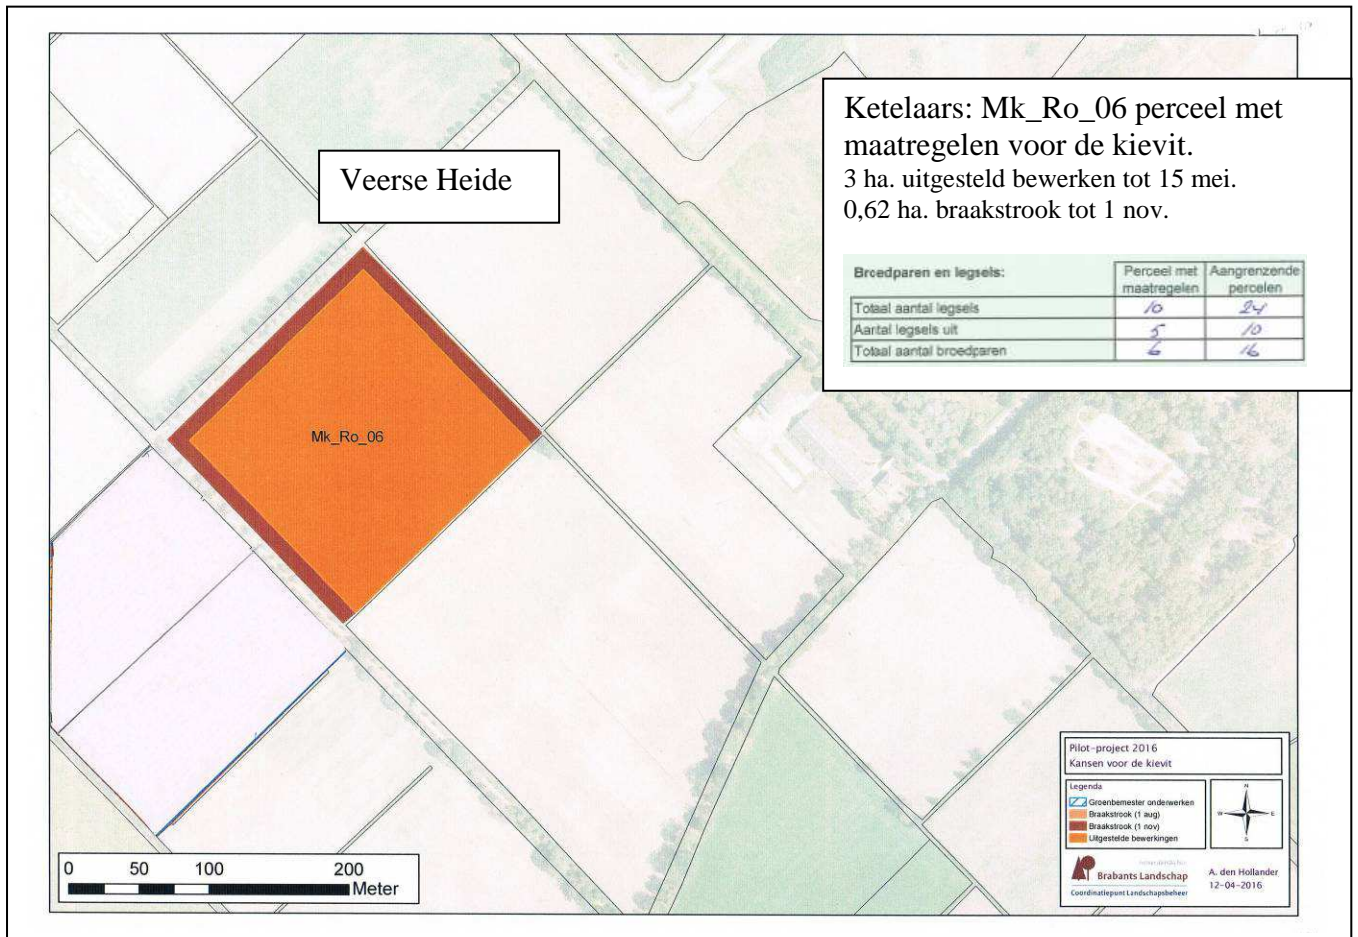 Veerse Heide
Ketelaars: Mk_Ro_06 perceel met
maatregelen voor de kievit.
3 ha. uitgesteld bewerken tot 15 mei.
0,62 ha. braakstrook tot 1 nov.
Broedparen en legsels: Perceel met maatregelen Aangrenzende percelen
Totaal aantal legsels 10 24
Aantal legsels uit 5 10
Totaal aantal broedparen 6 16
Mk_Ro_06
Pilot-project 2016
Kansen voor de kievit
Legenda
Groenbemester onderwerken
Braakstrook (1 aug)
Braakstrook (1 nov)
Uitgestelde bewerkingen
N
W E
S
Brabants Landschap
Coordinatiepunt Landschapsbeheer
A. den Hollander
12-04-2016
0 50 100 200
Meter